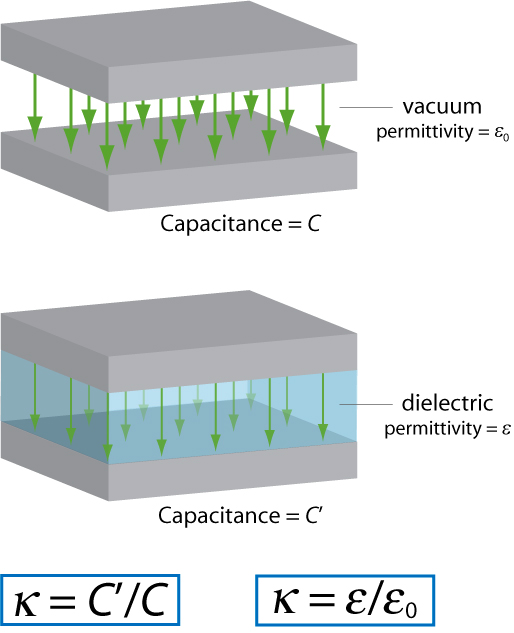 vacuum
permittivity = ε₀
Capacitance = C
dielectric
permittivity = ε
Capacitance = C'
κ = C'/C
κ = ε/ε₀